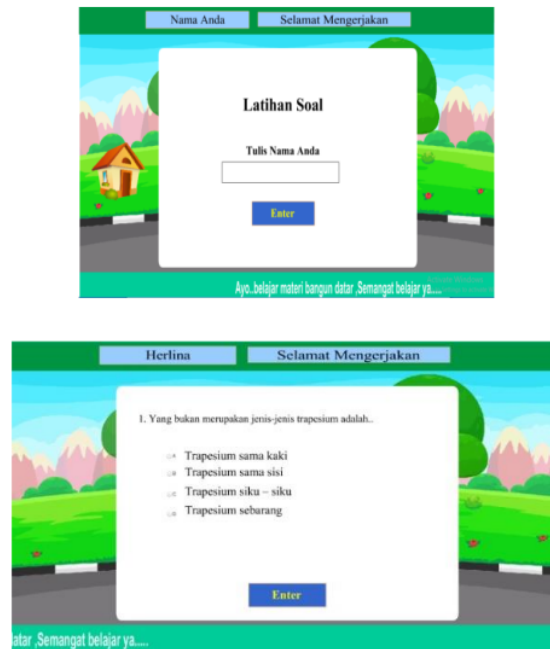 Nama Anda
Selamat Mengerjakan
Latihan Soal
Tulis Nama Anda
Enter
Ayo..belajar materi bangun datar ,Semangat belajar ya.....
Herlina
Selamat Mengerjakan
1. Yang bukan merupakan jenis-jenis trapesium adalah..
A Trapesium sama kaki
B Trapesium sama sisi
C Trapesium siku – siku
D Trapesium sebarang
Enter
latar ,Semangat belajar ya.....